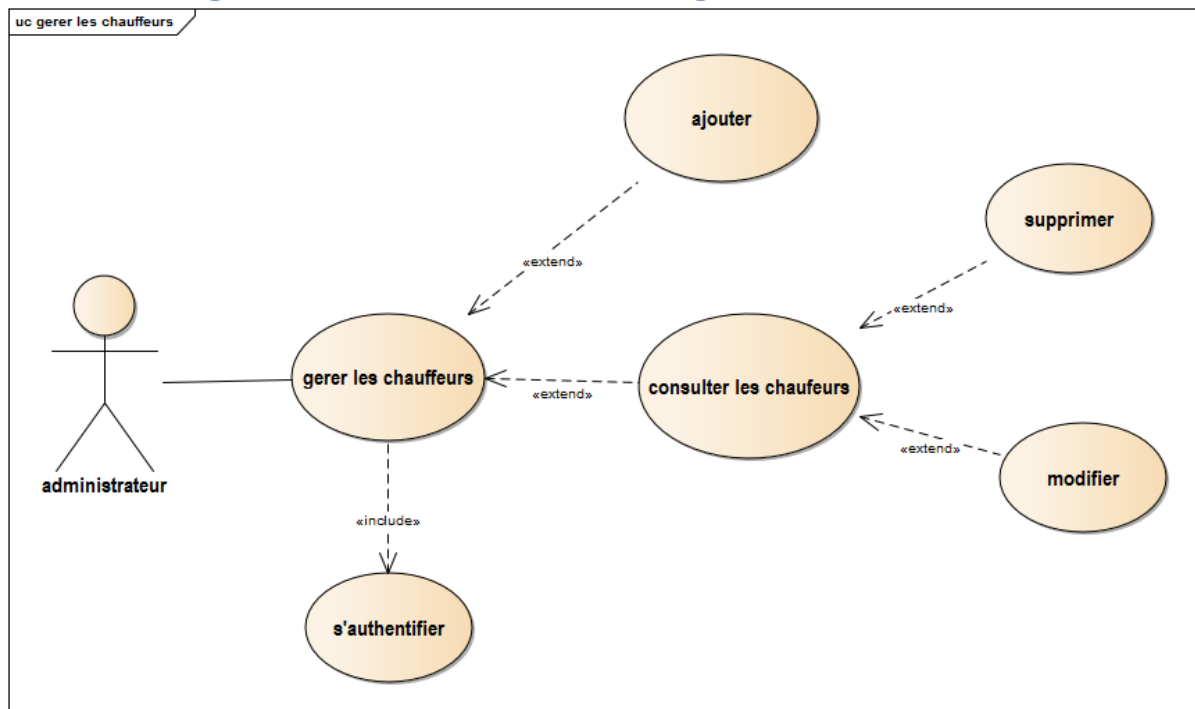 uc gerer les chauffeurs
ajouter
supprimer
«extend»
«extend»
gerer les chauffeurs
«extend»
consulter les chaufeurs
«extend»
modifier
administrateur
«include»
s'authentifier